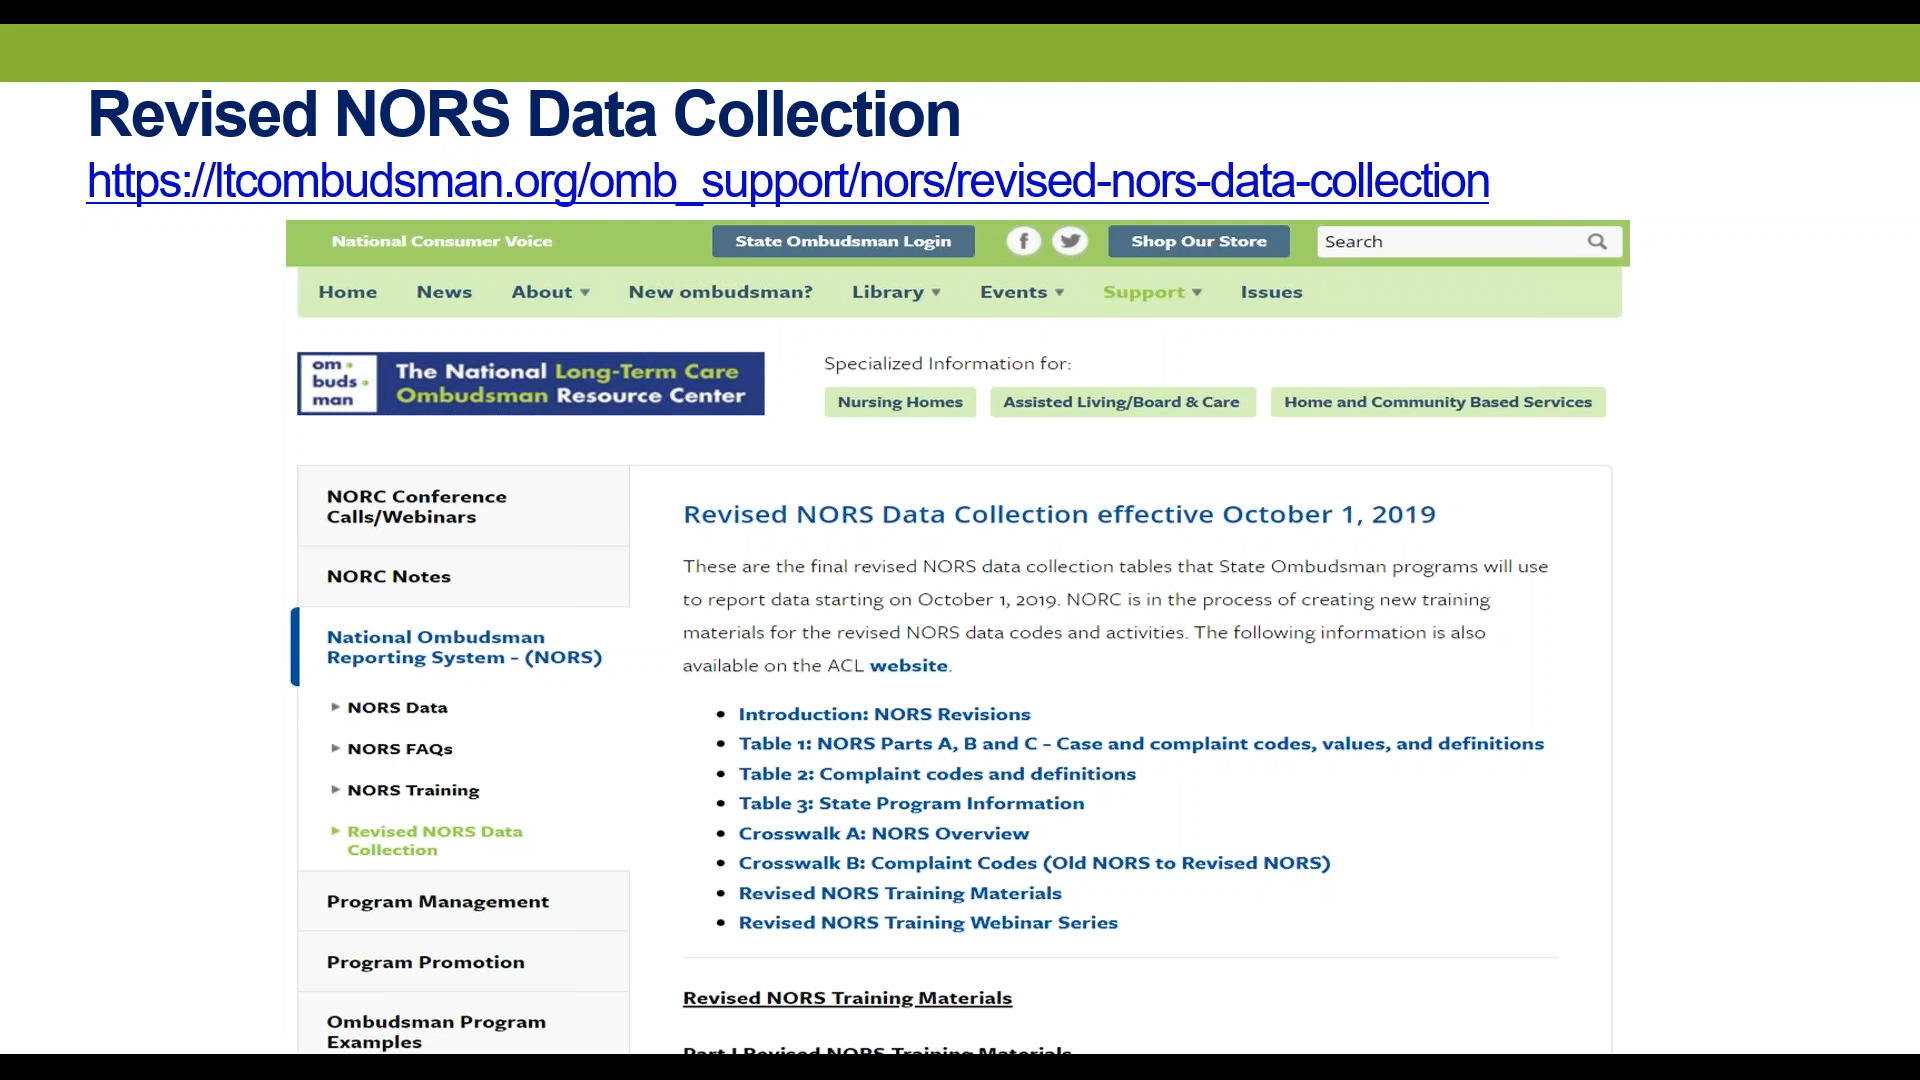 Revised NORS Data Collection
https://ltcombudsman.org/omb_support/nors/revised-nors-data-collection
National Consumer Voice
State Ombudsman Login
f
Shop Our Store
Search
Home
News
About
New ombudsman?
Library
Events
Support
Issues
om
buds
man
The National Long-Term Care
Ombudsman Resource Center
Specialized Information for:
Nursing Homes
Assisted Living/Board & Care
Home and Community Based Services
NORC Conference
Calls/Webinars
NORC Notes
National Ombudsman
Reporting System - (NORS)
NORS Data
NORS FAQs
NORS Training
Revised NORS Data
Collection
Program Management
Program Promotion
Ombudsman Program
Examples
Revised NORS Data Collection effective October 1, 2019
These are the final revised NORS data collection tables that State Ombudsman programs will use
to report data starting on October 1, 2019. NORC is in the process of creating new training
materials for the revised NORS data codes and activities. The following information is also
available on the ACL website.
Introduction: NORS Revisions
Table 1: NORS Parts A, B and C - Case and complaint codes, values, and definitions
Table 2: Complaint codes and definitions
Table 3: State Program Information
Crosswalk A: NORS Overview
Crosswalk B: Complaint Codes (Old NORS to Revised NORS)
Revised NORS Training Materials
Revised NORS Training Webinar Series
Revised NORS Training Materials
Part I Revised NORS Training Materials